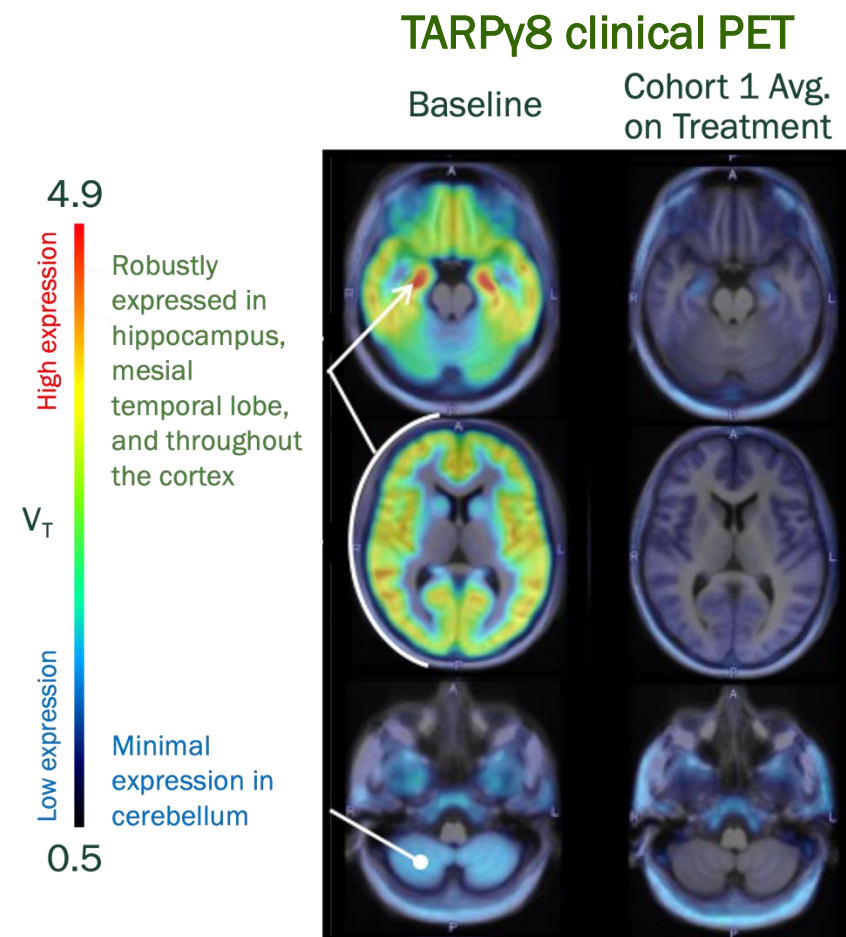 TARPγ8 clinical PET
Baseline
Cohort 1 Avg.
on Treatment
4.9
High expression
Robustly
expressed in
hippocampus,
mesial
temporal lobe,
and throughout
the cortex
V_T
Low expression
Minimal
expression in
cerebellum
0.5
A
A
R
L
R
L
A
A
R
L
R
L
P
P
A
A
R
L
R
L
P
P